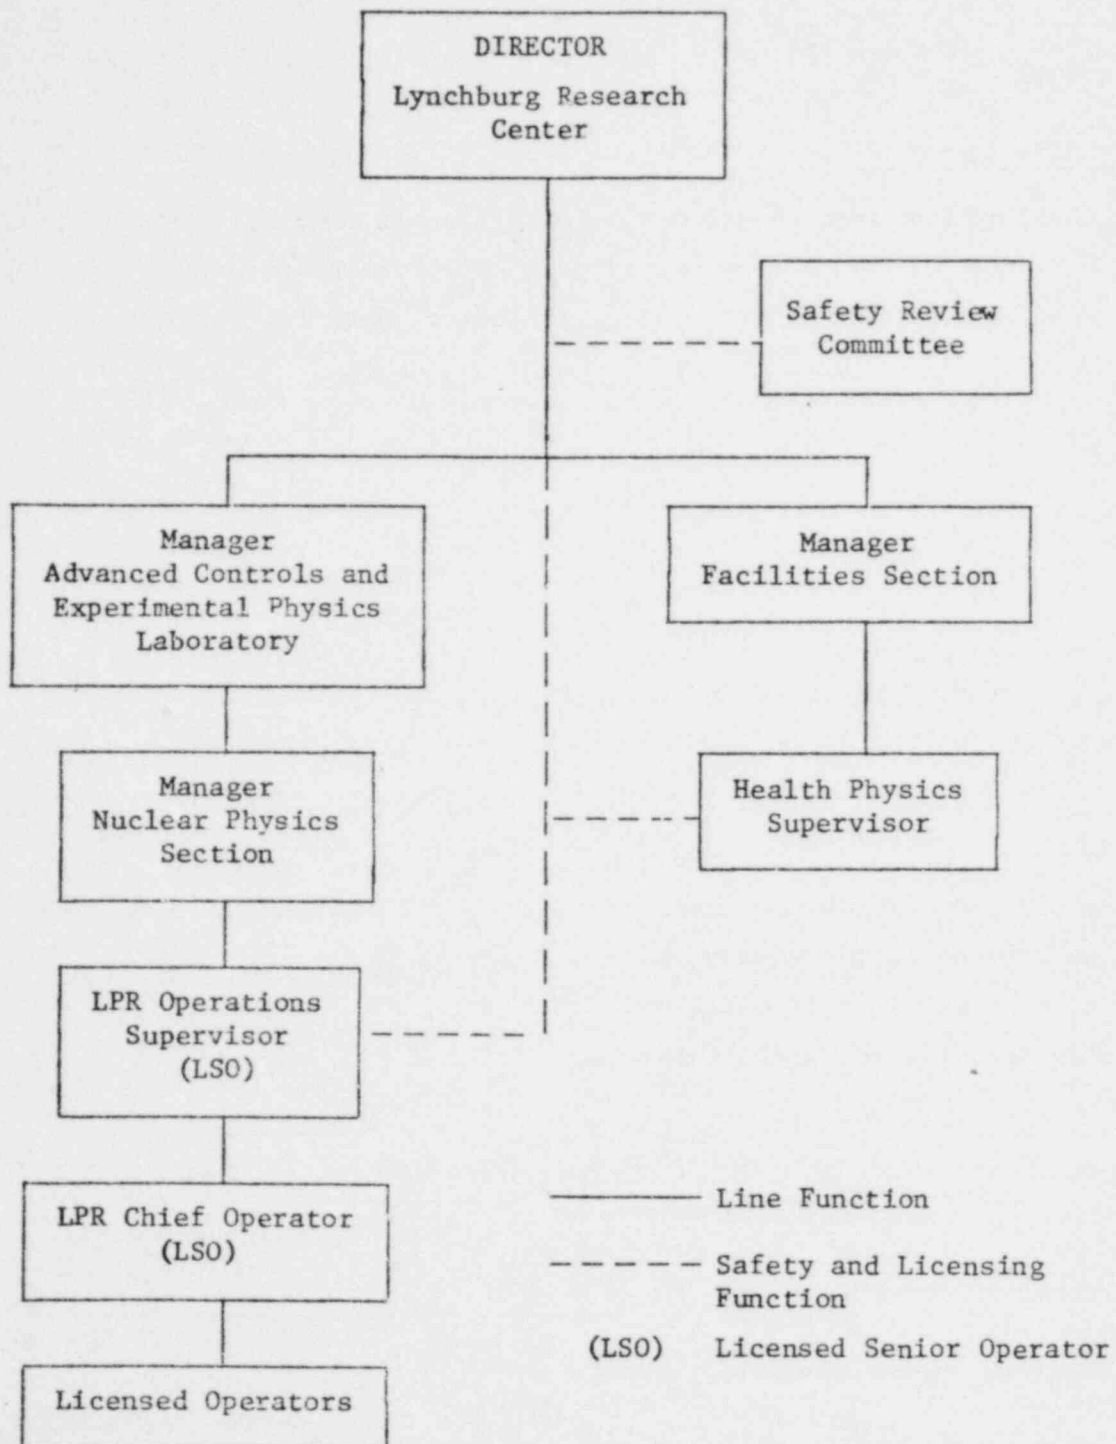 DIRECTOR
Lynchburg Research
Center
Safety Review
Committee
Manager
Advanced Controls and
Experimental Physics
Laboratory
Manager
Facilities Section
Manager
Nuclear Physics
Section
Health Physics
Supervisor
LPR Operations
Supervisor
(LSO)
LPR Chief Operator
(LSO)
Licensed Operators
Line Function
Safety and Licensing
Function
(LSO) Licensed Senior Operator